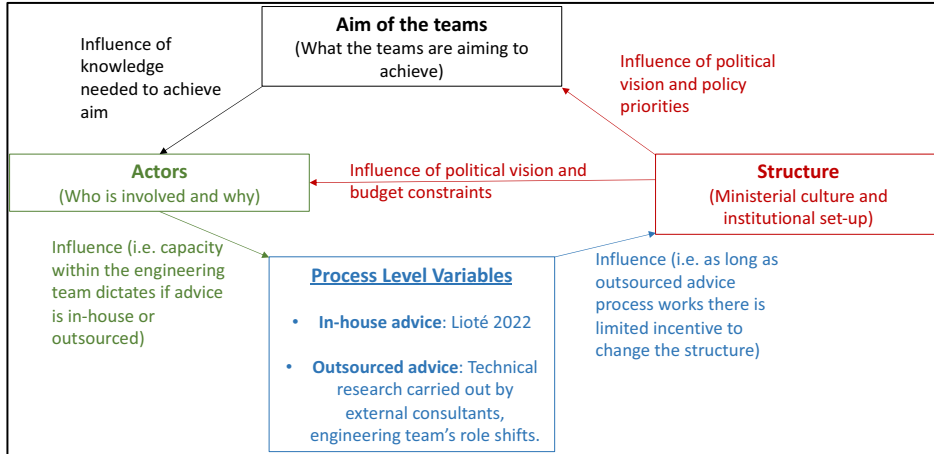 Aim of the teams
(What the teams are aiming to
achieve)
Influence of
knowledge
needed to achieve
aim
Influence of political
vision and policy
priorities
Actors
(Who is involved and why)
Influence of political vision and
budget constraints
Structure
(Ministerial culture and
institutional set-up)
Influence (i.e. capacity
within the engineering
team dictates if advice
is in-house or
outsourced)
Process Level Variables
• In-house advice: Lioté 2022
• Outsourced advice: Technical
research carried out by
external consultants,
engineering team’s role shifts.
Influence (i.e. as long as
outsourced advice
process works there is
limited incentive to
change the structure)